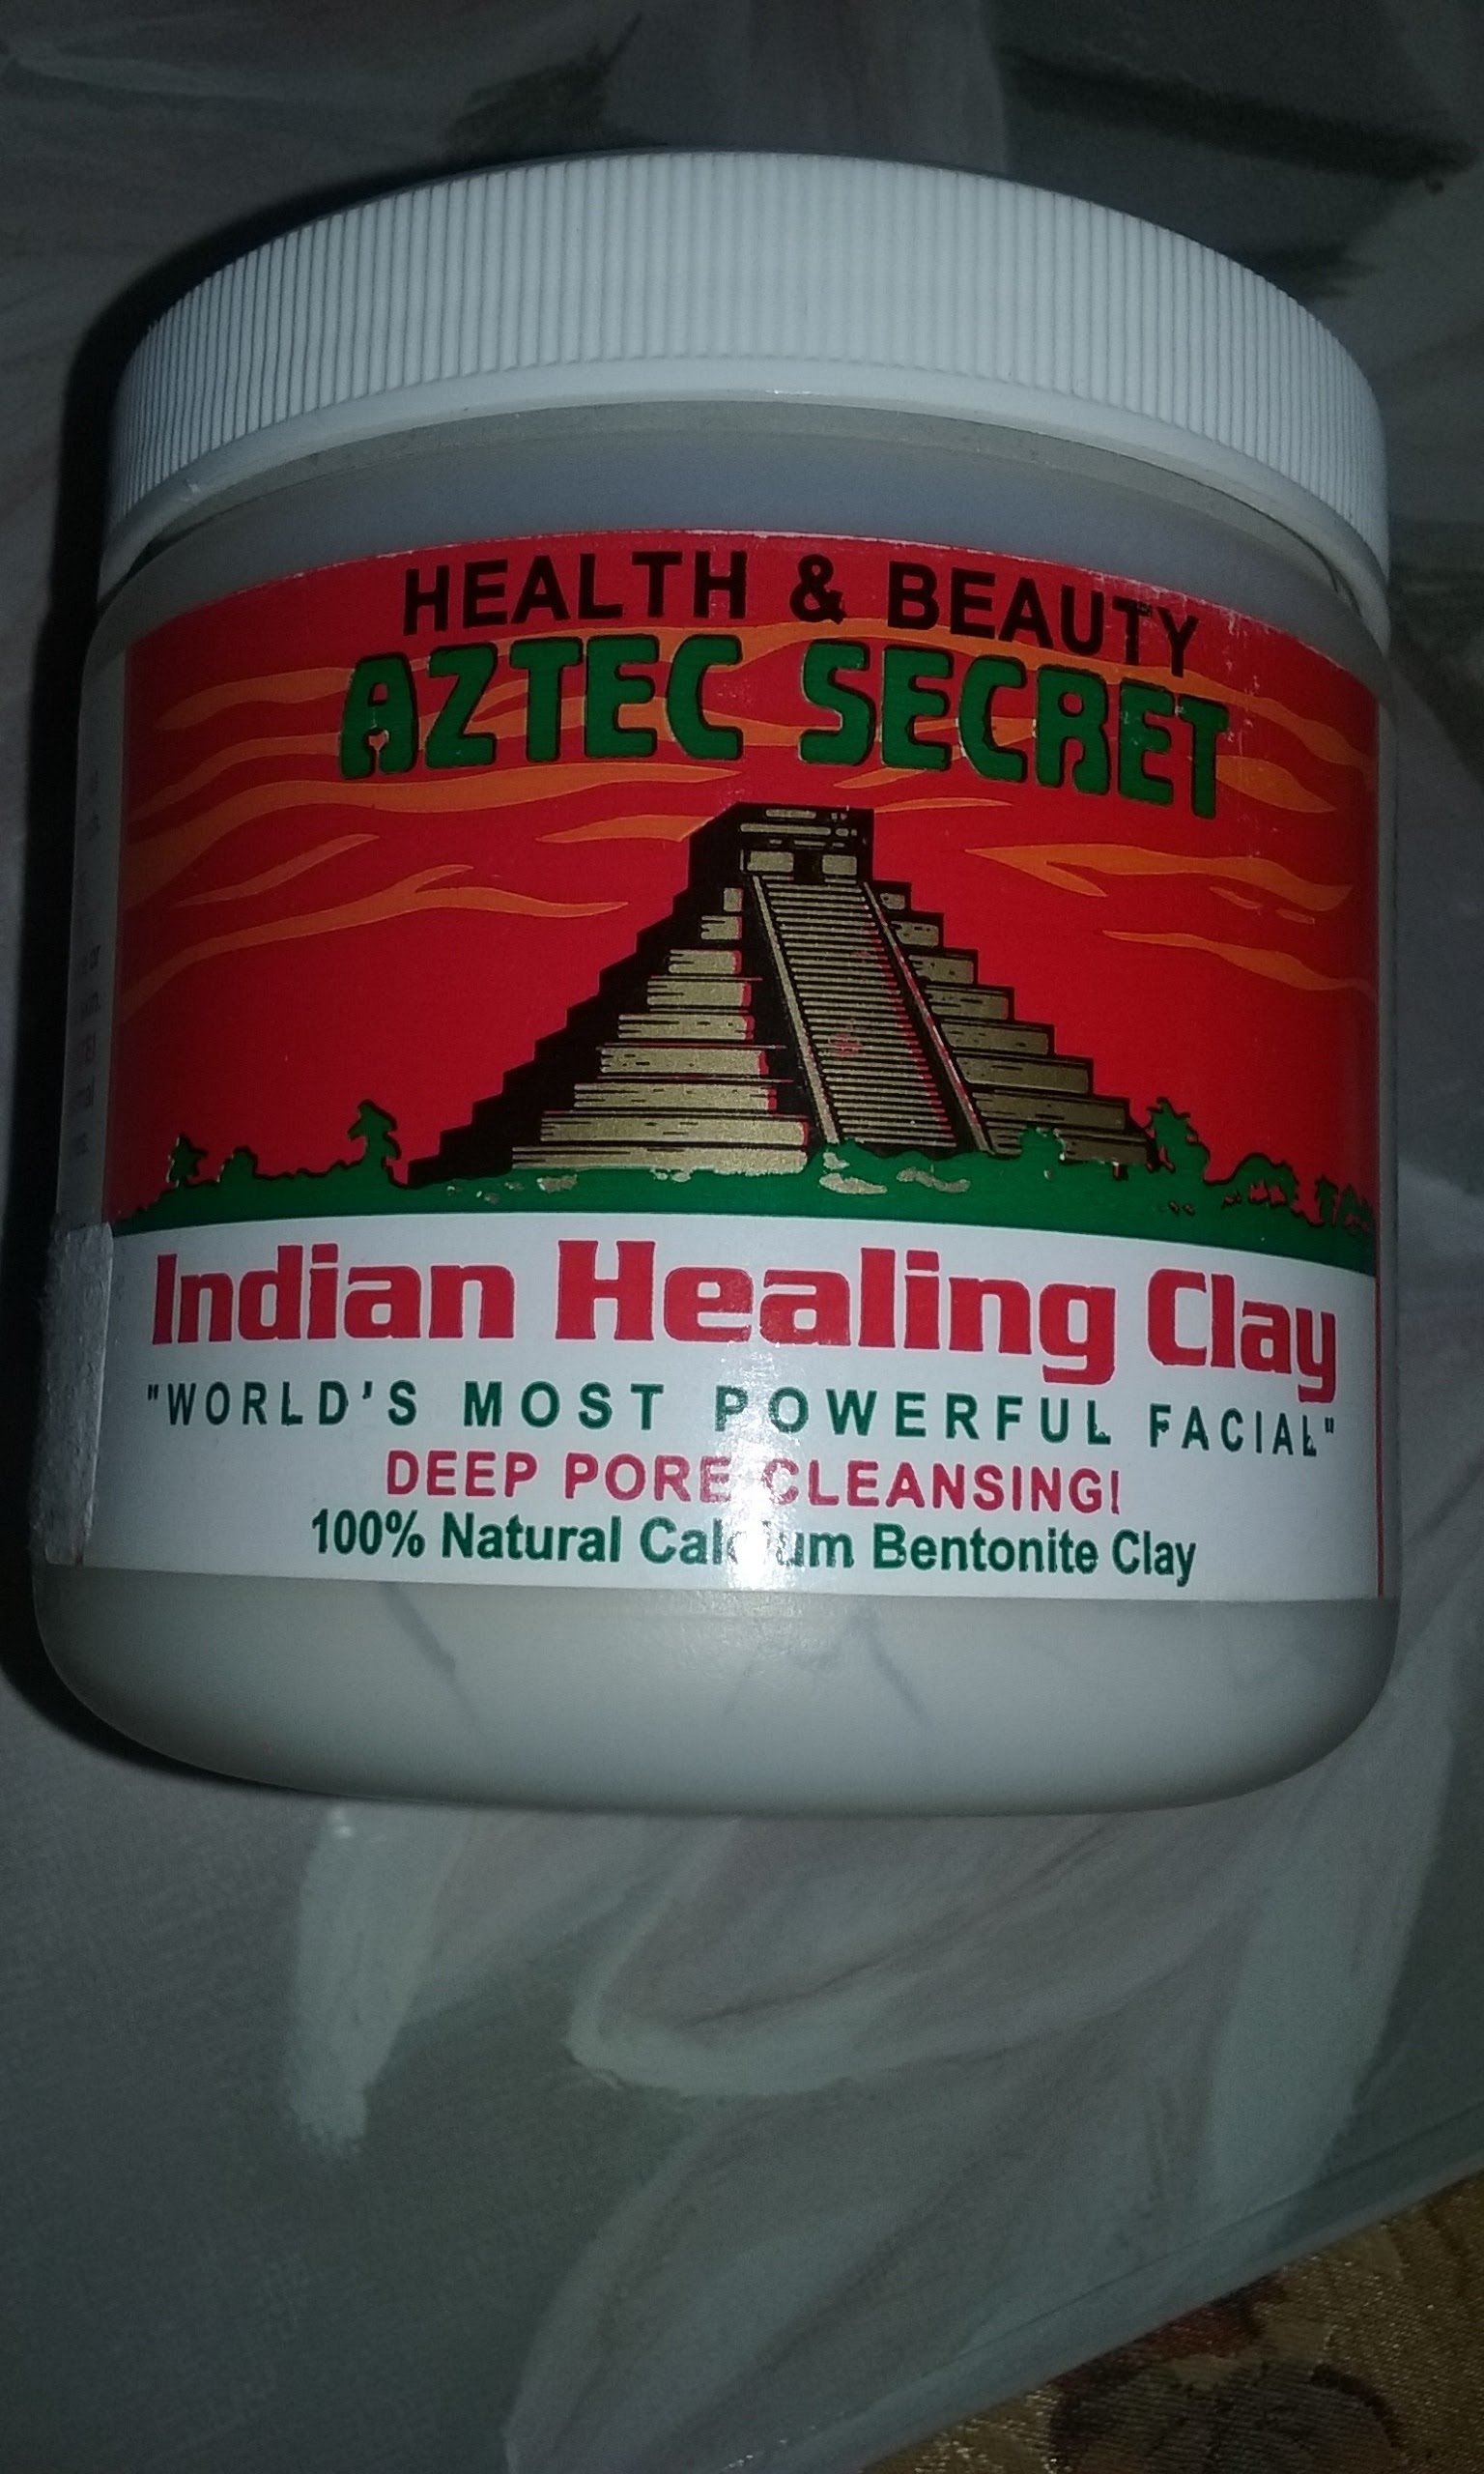 HEALTH & BEAUTY
AZTEC SECRET
Indian Healing Clay
"WORLD'S MOST POWERFUL FACIAL"
DEEP PORE CLEANSING!
100% Natural Calcium Bentonite Clay